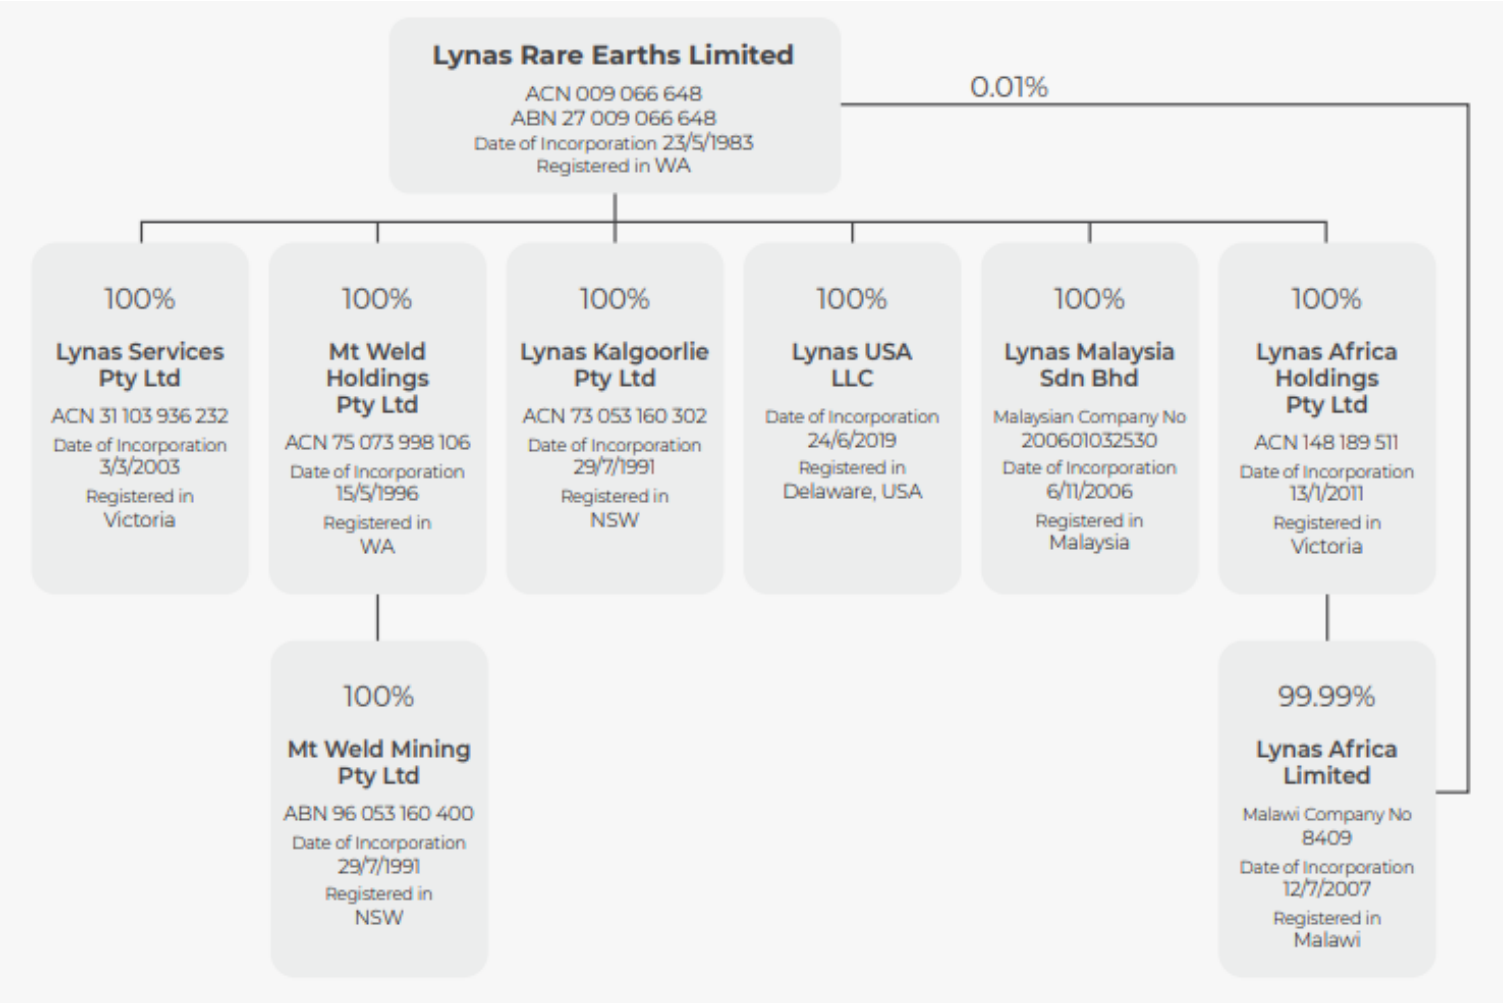 Lynas Rare Earths Limited
ACN 009 066 648
ABN 27 009 066 648
Date of Incorporation 23/5/1983
Registered in WA
0.01%
100%
Lynas Services
Pty Ltd
ACN 31 103 936 232
Date of Incorporation
3/3/2003
Registered in
Victoria
100%
Mt Weld
Holdings
Pty Ltd
ACN 75 073 998 106
Date of Incorporation
15/5/1996
Registered in
WA
100%
Lynas Kalgoorlie
Pty Ltd
ACN 73 053 160 302
Date of Incorporation
29/7/1991
Registered in
NSW
100%
Lynas USA
LLC
Date of Incorporation
24/6/2019
Registered in
Delaware, USA
100%
Lynas Malaysia
Sdn Bhd
Malaysian Company No
200601032530
Date of Incorporation
6/11/2006
Registered in
Malaysia
100%
Lynas Africa
Holdings
Pty Ltd
ACN 148 189 511
Date of Incorporation
13/1/2011
Registered in
Victoria
100%
Mt Weld Mining
Pty Ltd
ABN 96 053 160 400
Date of Incorporation
29/7/1991
Registered in
NSW
99.99%
Lynas Africa
Limited
Malawi Company No
8409
Date of Incorporation
12/7/2007
Registered in
Malawi